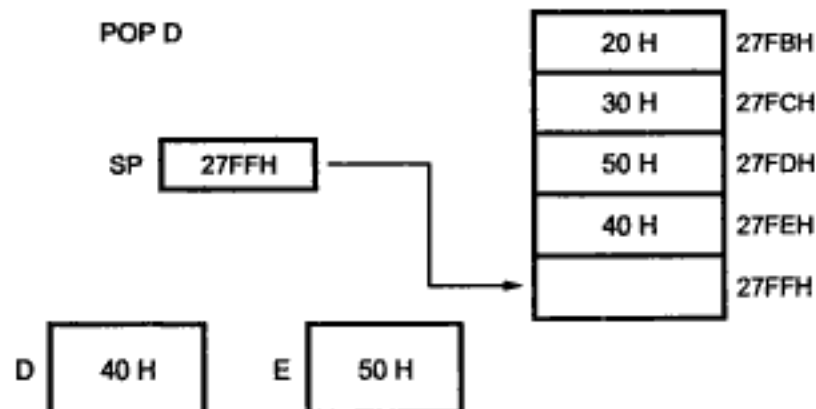 POP D
20 H 27FBH
30 H 27FCH
SP 27FFH 50 H 27FDH
40 H 27FEH
27FFH
D 40 H E 50 H